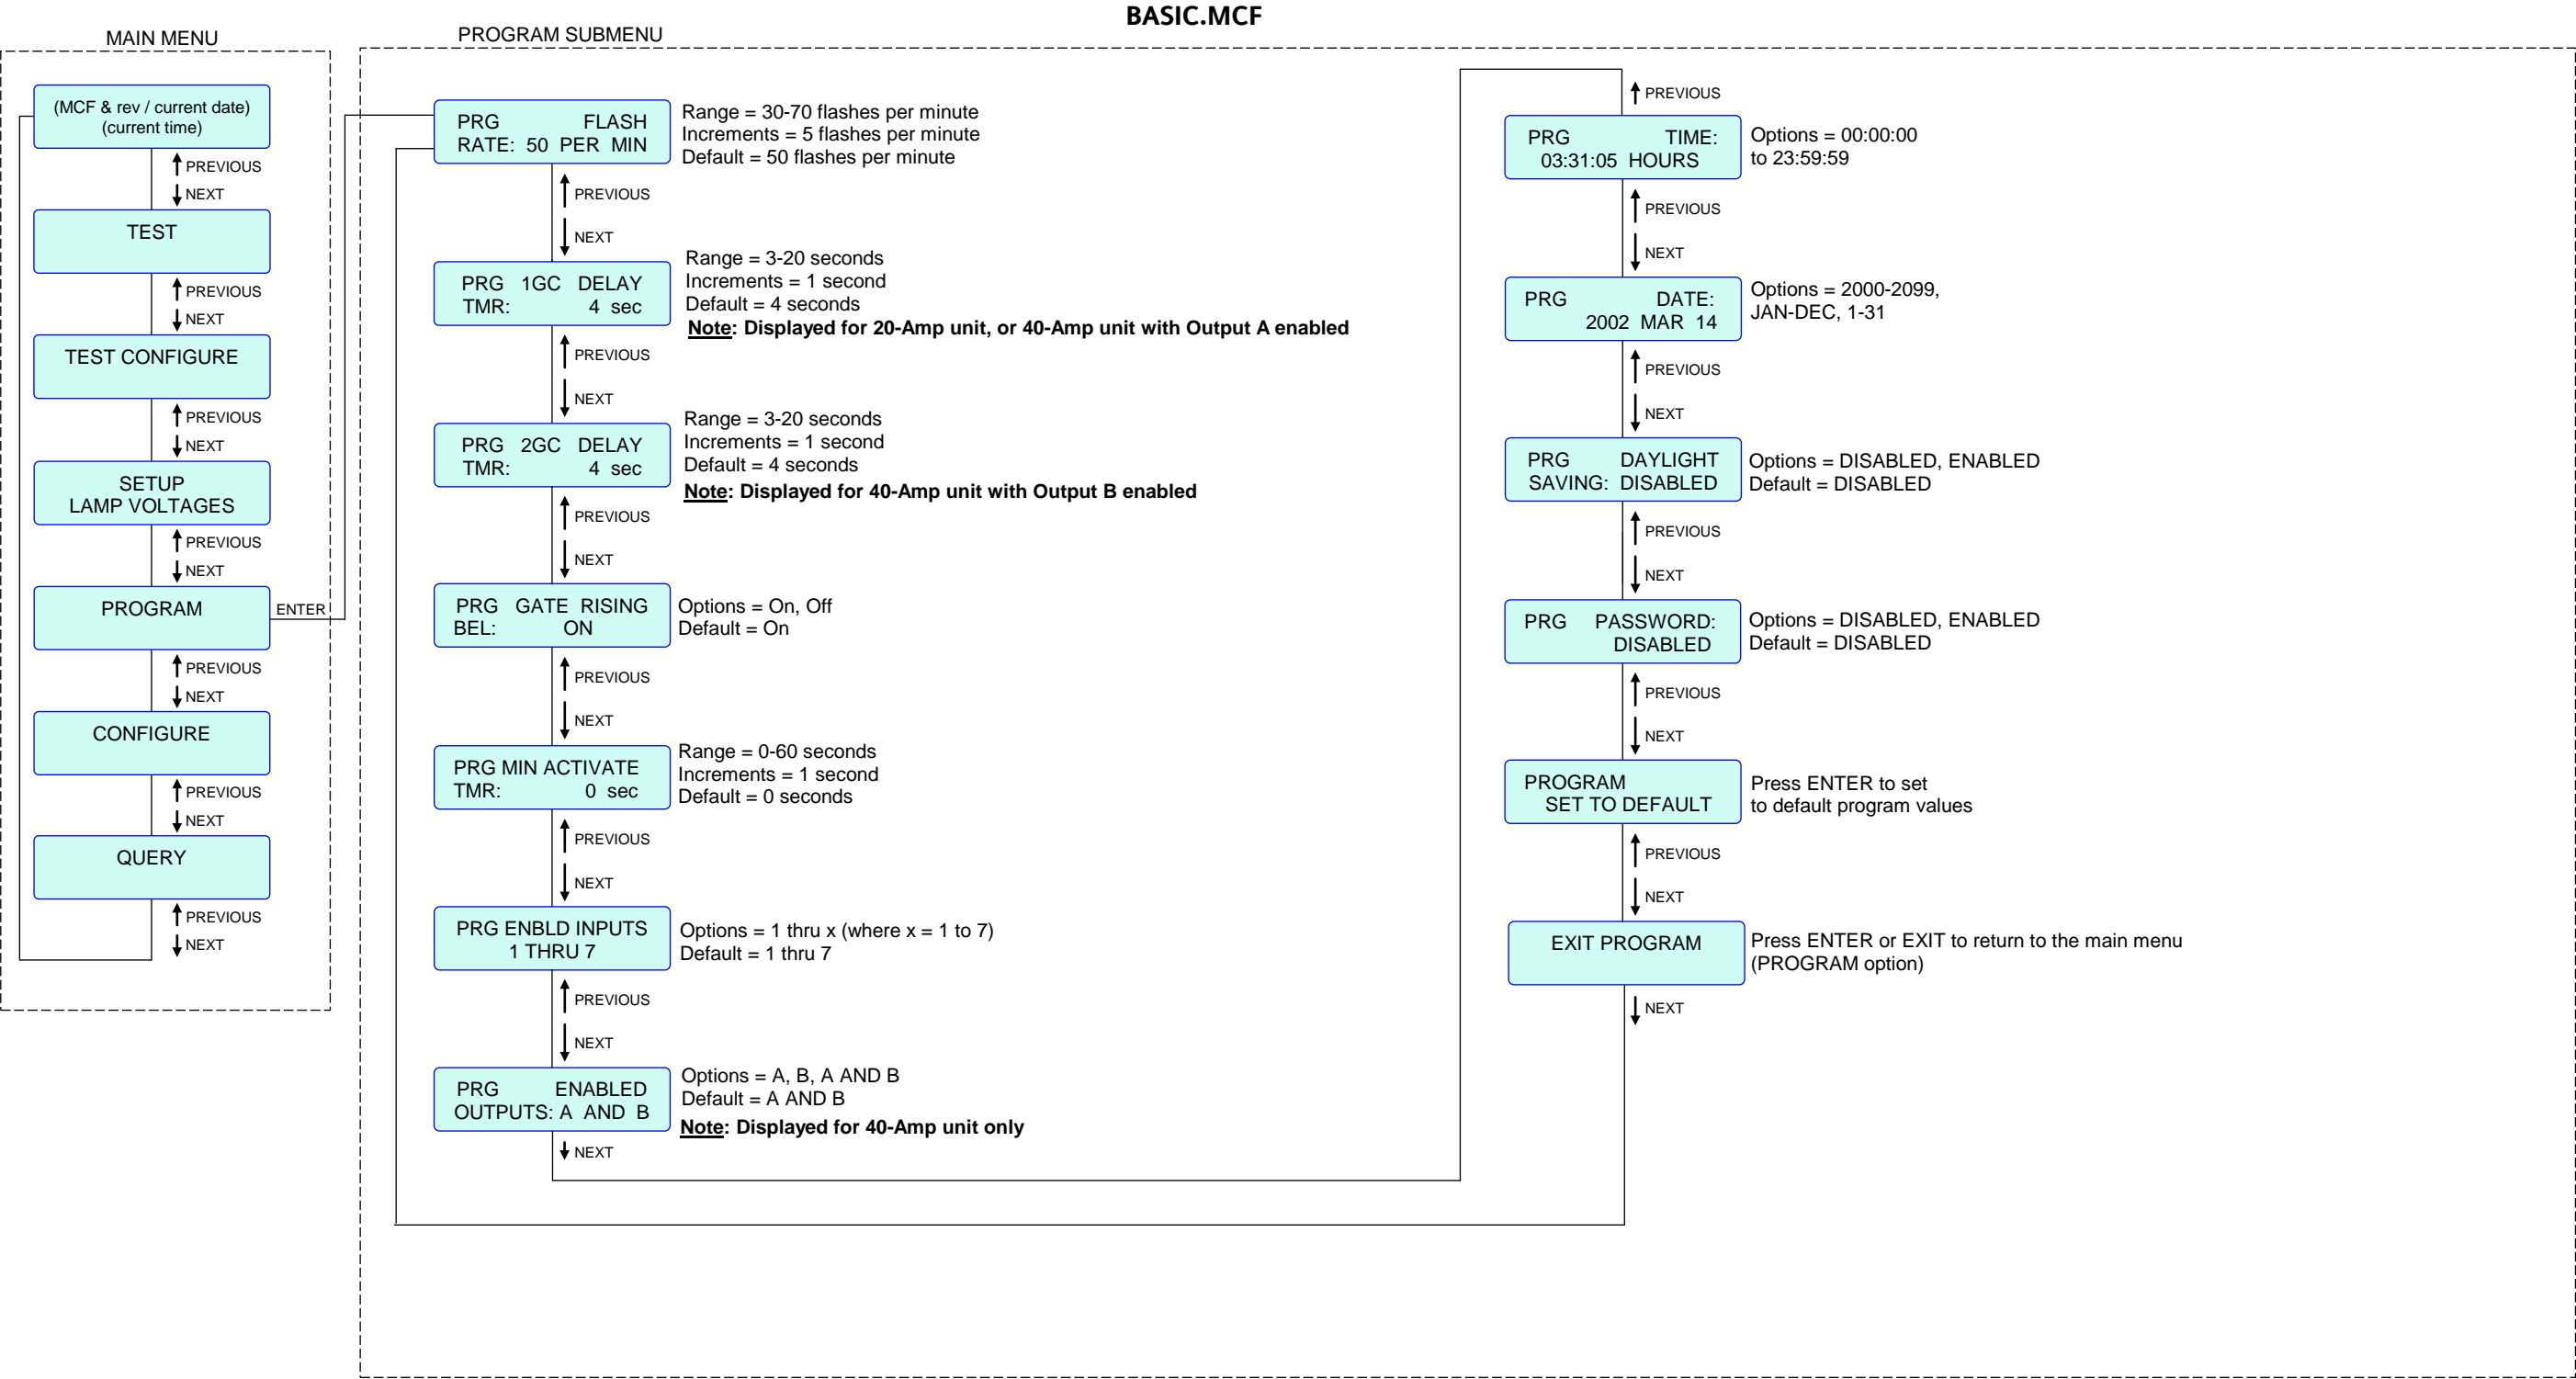 BASIC.MCF
MAIN MENU
(MCF & rev / current date)
(current time)
PREVIOUS
NEXT
TEST
PREVIOUS
NEXT
TEST CONFIGURE
PREVIOUS
NEXT
SETUP
LAMP VOLTAGES
PREVIOUS
NEXT
PROGRAM
ENTER
PREVIOUS
NEXT
CONFIGURE
PREVIOUS
NEXT
QUERY
PREVIOUS
NEXT
PROGRAM SUBMENU
PRG FLASH
RATE: 50 PER MIN
Range = 30-70 flashes per minute
Increments = 5 flashes per minute
Default = 50 flashes per minute
PREVIOUS
NEXT
PRG 1GC DELAY
TMR: 4 sec
Range = 3-20 seconds
Increments = 1 second
Default = 4 seconds
Note: Displayed for 20-Amp unit, or 40-Amp unit with Output A enabled
PREVIOUS
NEXT
PRG 2GC DELAY
TMR: 4 sec
Range = 3-20 seconds
Increments = 1 second
Default = 4 seconds
Note: Displayed for 40-Amp unit with Output B enabled
PREVIOUS
NEXT
PRG GATE RISING
BEL: ON
Options = On, Off
Default = On
PREVIOUS
NEXT
PRG MIN ACTIVATE
TMR: 0 sec
Range = 0-60 seconds
Increments = 1 second
Default = 0 seconds
PREVIOUS
NEXT
PRG ENBLD INPUTS
1 THRU 7
Options = 1 thru x (where x = 1 to 7)
Default = 1 thru 7
PREVIOUS
NEXT
PRG ENABLED
OUTPUTS: A AND B
Options = A, B, A AND B
Default = A AND B
Note: Displayed for 40-Amp unit only
NEXT
PREVIOUS
PRG TIME:
03:31:05 HOURS
Options = 00:00:00
to 23:59:59
PREVIOUS
NEXT
PRG DATE:
2002 MAR 14
Options = 2000-2099,
JAN-DEC, 1-31
PREVIOUS
NEXT
PRG DAYLIGHT
SAVING: DISABLED
Options = DISABLED, ENABLED
Default = DISABLED
PREVIOUS
NEXT
PRG PASSWORD:
DISABLED
Options = DISABLED, ENABLED
Default = DISABLED
PREVIOUS
NEXT
PROGRAM
SET TO DEFAULT
Press ENTER to set
to default program values
PREVIOUS
NEXT
EXIT PROGRAM
Press ENTER or EXIT to return to the main menu
(PROGRAM option)
NEXT